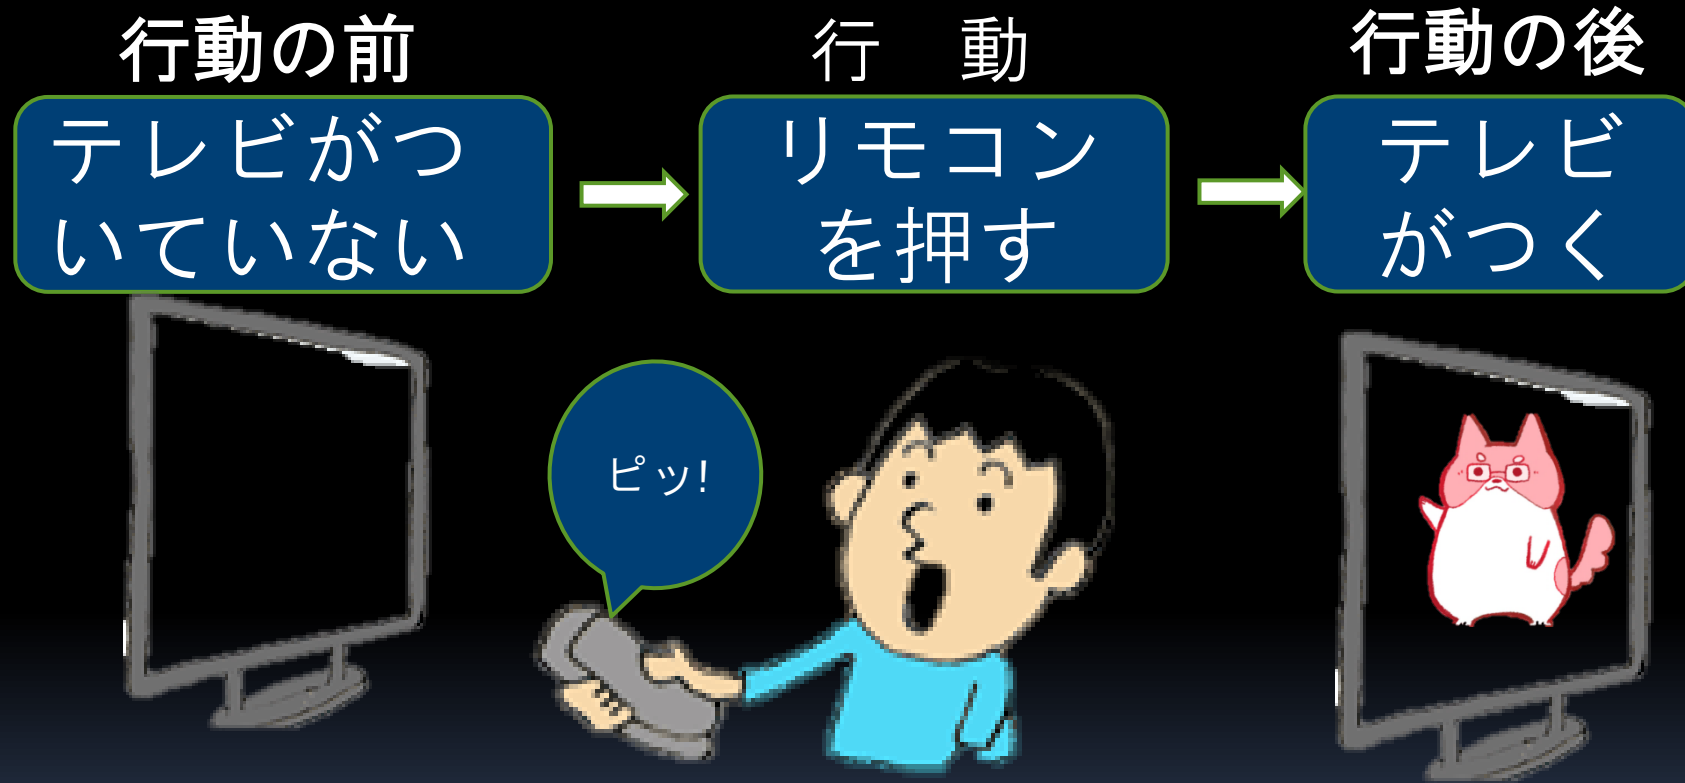 行動の前
テレビがつ
いていない
行　動
リモコン
を押す
行動の後
テレビ
がつく
ピッ!